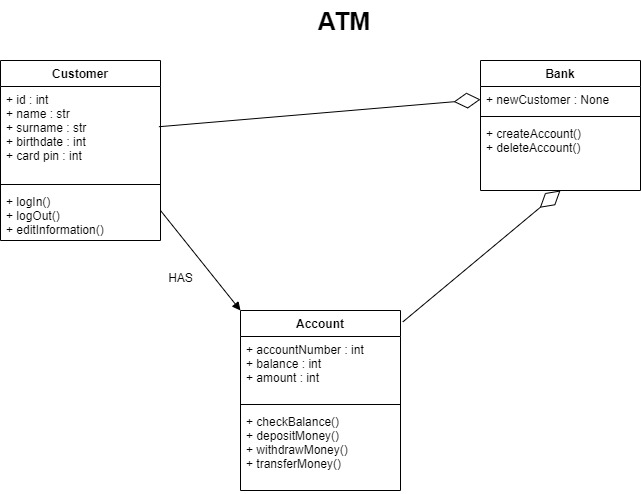 ATM
Customer
+ id : int
+ name : str
+ surname : str
+ birthdate : int
+ card pin : int
+ logIn()
+ logOut()
+ editInformation()
Bank
+ newCustomer : None
+ createAccount()
+ deleteAccount()
HAS
Account
+ accountNumber : int
+ balance : int
+ amount : int
+ checkBalance()
+ depositMoney()
+ withdrawMoney()
+ transferMoney()